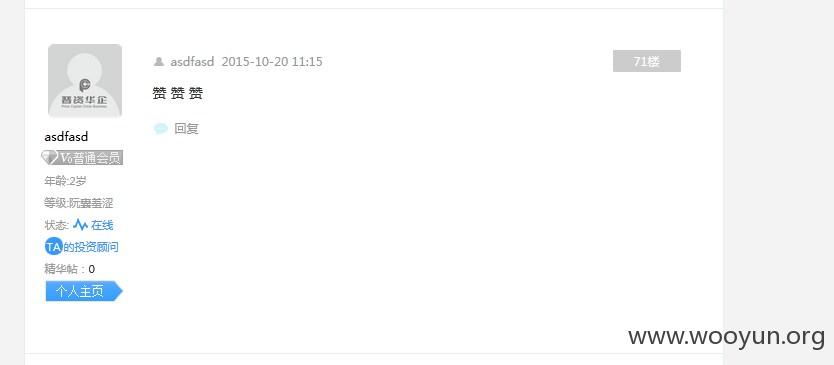 asdfasd 2015-10-20 11:15
71楼
赞 赞 赞
回复
普资华企
asdfasd
V0普通会员
年龄:2岁
等级:阮囊羞涩
状态: 在线
TA的投资顾问
精华帖:0
个人主页
www.wooyun.org